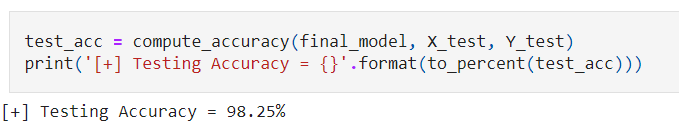 test_acc = compute_accuracy(final_model, X_test, Y_test)
print('[+] Testing Accuracy = {}'.format(to_percent(test_acc)))
[+] Testing Accuracy = 98.25%